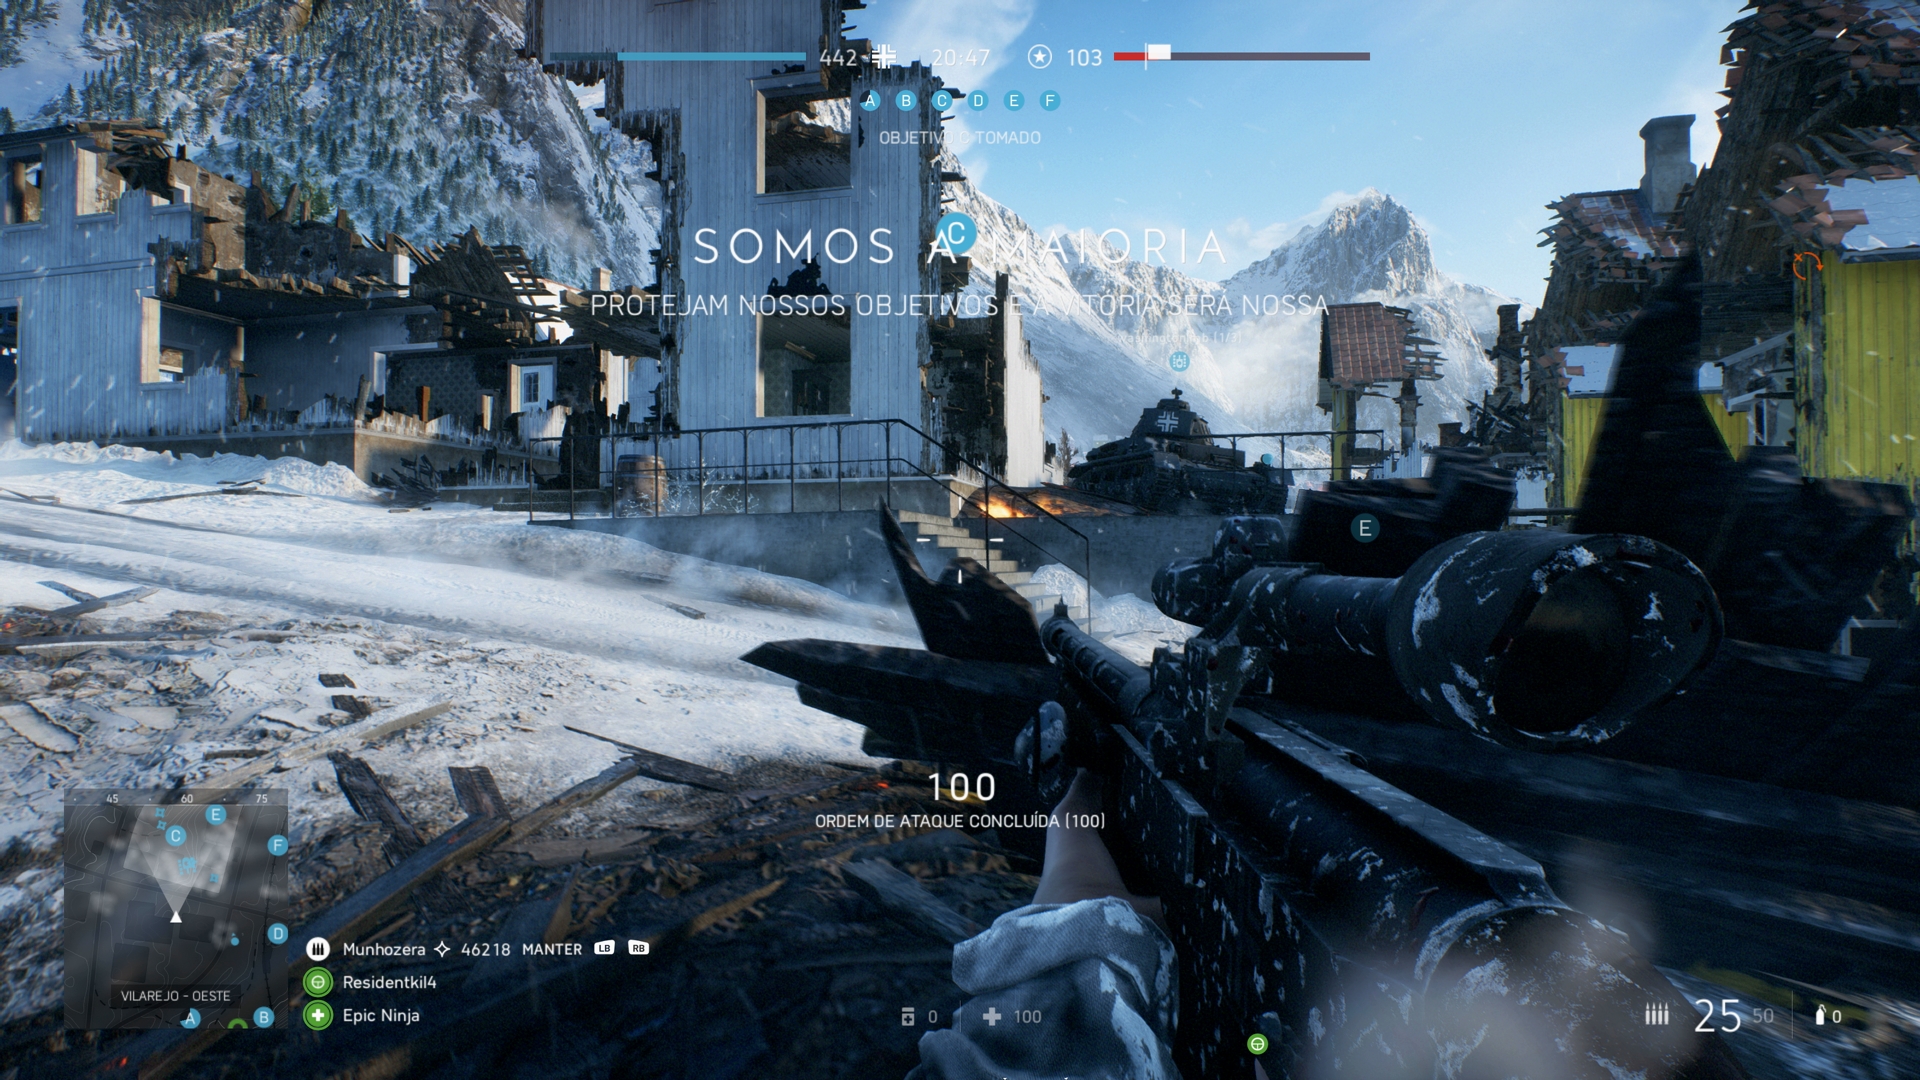 442 20:47 103
A B C D E F
OBJETIVO C TOMADO
C
SOMOS A MAIORIA
PROTEJAM NOSSOS OBJETIVOS E A VITÓRIA SERÁ NOSSA
E
100
ORDEM DE ATAQUE CONCLUÍDA (100)
45 60 75
E
C
F
D
VILAREJO - OESTE
A B
Munhozera 46218 MANTER LB RB
Residentkil4
Epic Ninja
0 100
25 50 0